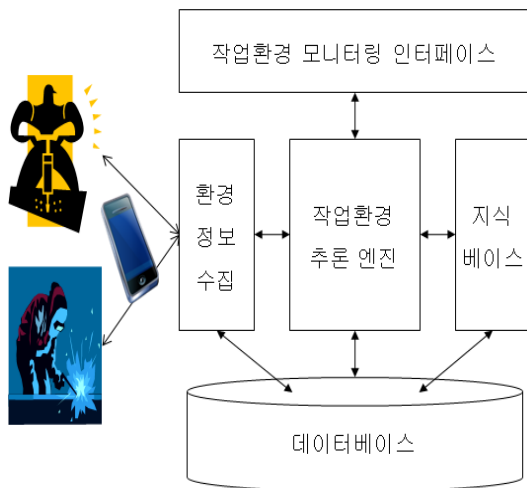 작업환경 모니터링 인터페이스
환경
정보
수집
작업환경
추론 엔진
지식
베이스
데이터베이스